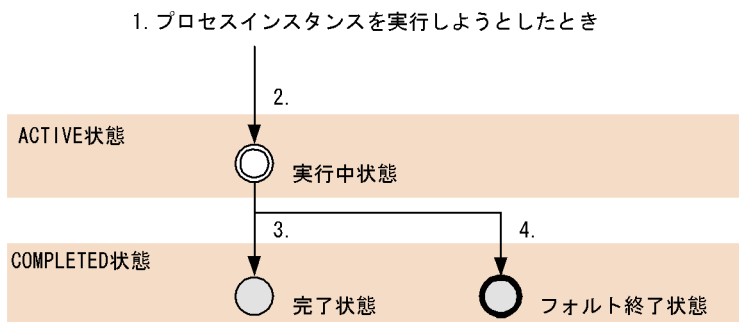 1. プロセスインスタンスを実行しようとしたとき
2.
ACTIVE状態
実行中状態
3.
4.
COMPLETED状態
完了状態
フォルト終了状態